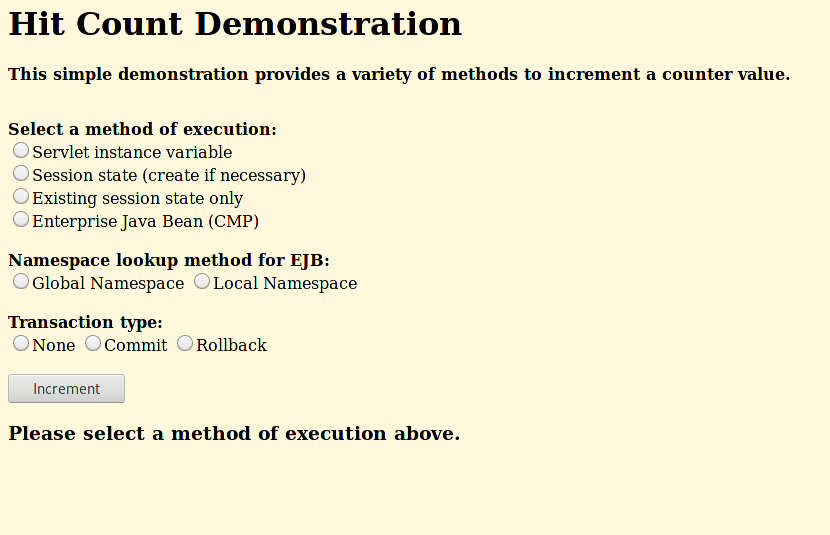 Hit Count Demonstration
This simple demonstration provides a variety of methods to increment a counter value.
Select a method of execution:
Servlet instance variable
Session state (create if necessary)
Existing session state only
Enterprise Java Bean (CMP)
Namespace lookup method for EJB:
Global Namespace Local Namespace
Transaction type:
None Commit Rollback
Increment
Please select a method of execution above.